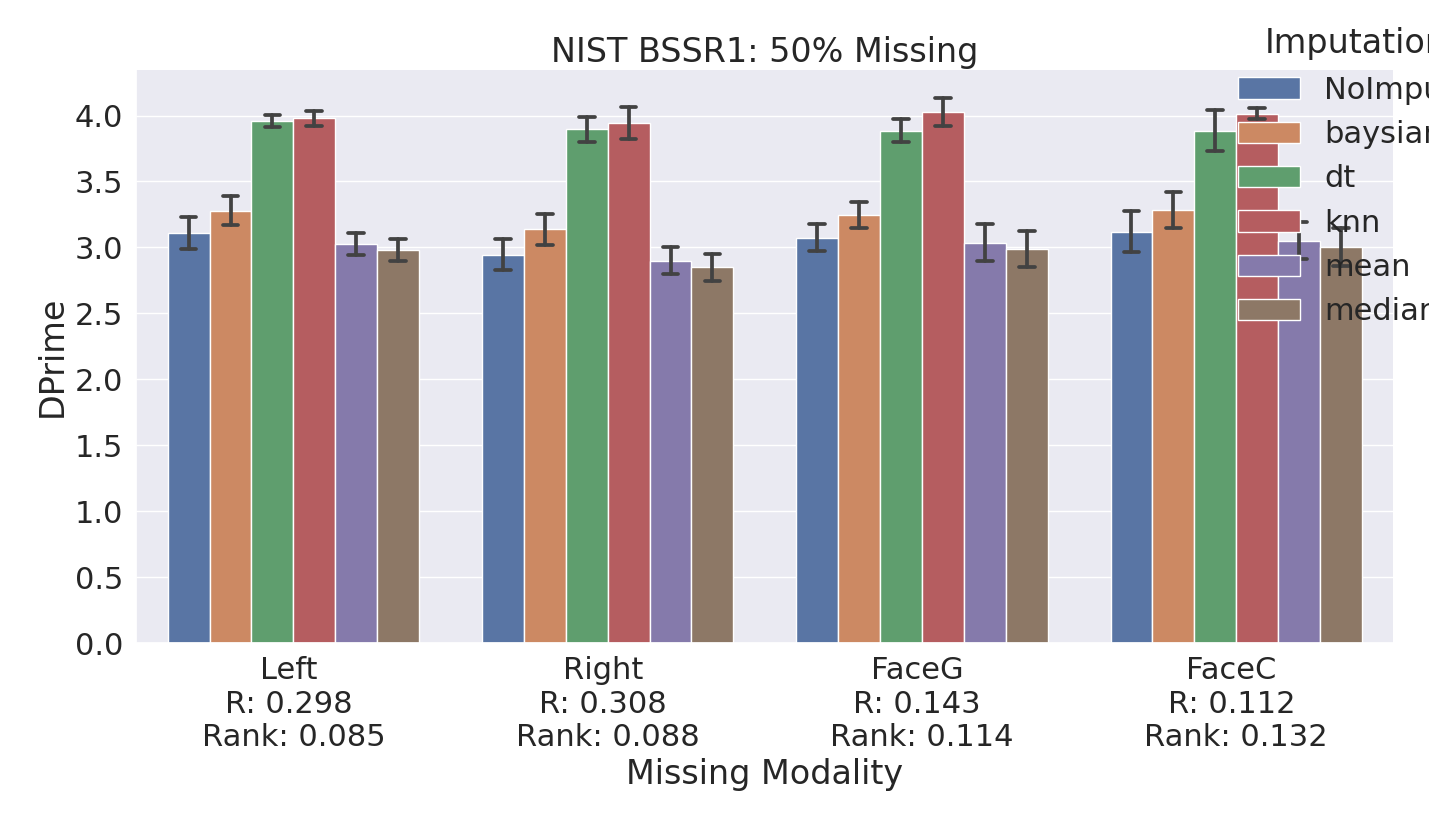 NIST BSSR1: 50% Missing
DPrime
4.0
3.5
3.0
2.5
2.0
1.5
1.0
0.5
0.0
Left
R: 0.298
Rank: 0.085
Right
R: 0.308
Rank: 0.088
FaceG
R: 0.143
Rank: 0.114
FaceC
R: 0.112
Rank: 0.132
Missing Modality
Imputation
NoImpu
baysian
dt
knn
mean
median